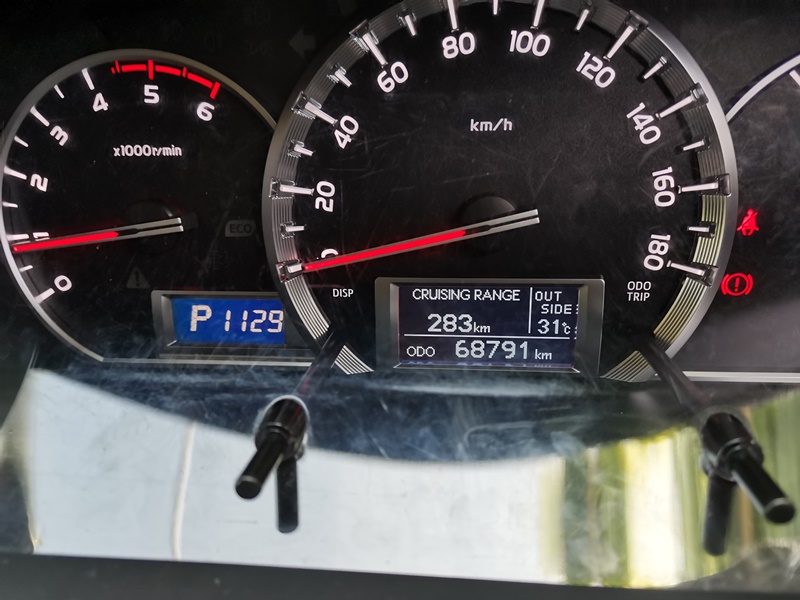 0
1
2
3
4
5
6
x1000r/min
ECO
P 1129
0
20
40
60
80
100
120
140
160
180
km/h
DISP
ODO
TRIP
CRUISING RANGE
283km
OUT
SIDE
31°C
ODO 68791 km